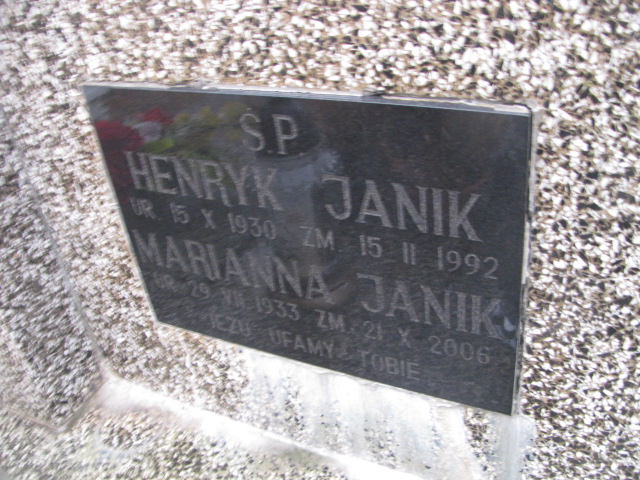 Ś.P
HENRYK JANIK
UR 15 X 1930 ZM 15 II 1992
MARIANNA JANIK
UR. 29 VII 1933 ZM. 21 X 2006
JEZU UFAMY TOBIE